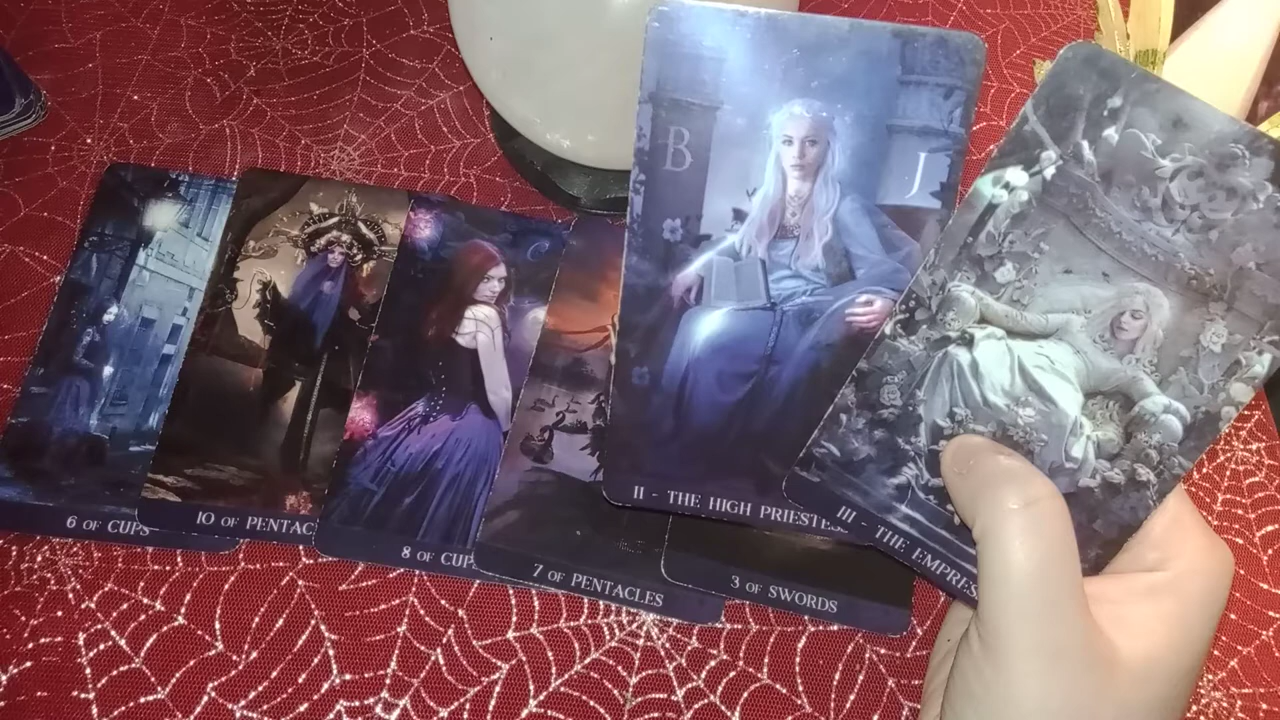 B
J
II - THE HIGH PRIESTES
III - THE EMPRES
6 OF CUPS
10 OF PENTAC
8 OF CUP
7 OF PENTACLES
3 OF SWORDS